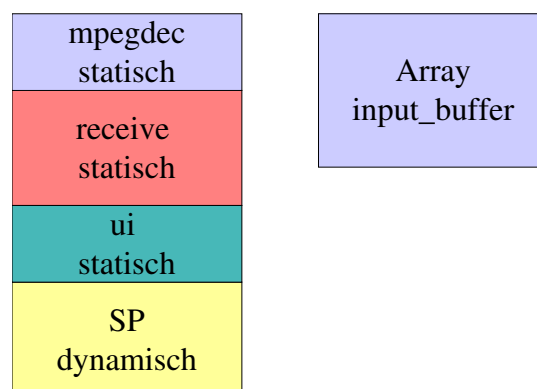 mpegdec
statisch
receive
statisch
ui
statisch
SP
dynamisch
Array
input_buffer